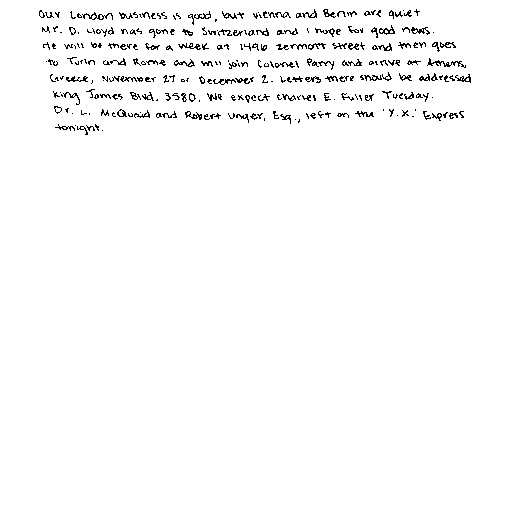 Our London business is good, but Vienna and Berlin are quiet
Mr. D. Lloyd has gone to Switzerland and I hope for good news.
He will be there for a week at 1496 Zermott Street and then goes
to Turin and Rome and will join Colonel Parry and arrive at Athens,
Greece, November 27 or December 2. Letters there should be addressed
King James Blvd. 3580. We expect Charles E. Fuller Tuesday.
Dr. L. McQuaid and Robert Unger, Esq., left on the 'Y.X.' Express
tonight.